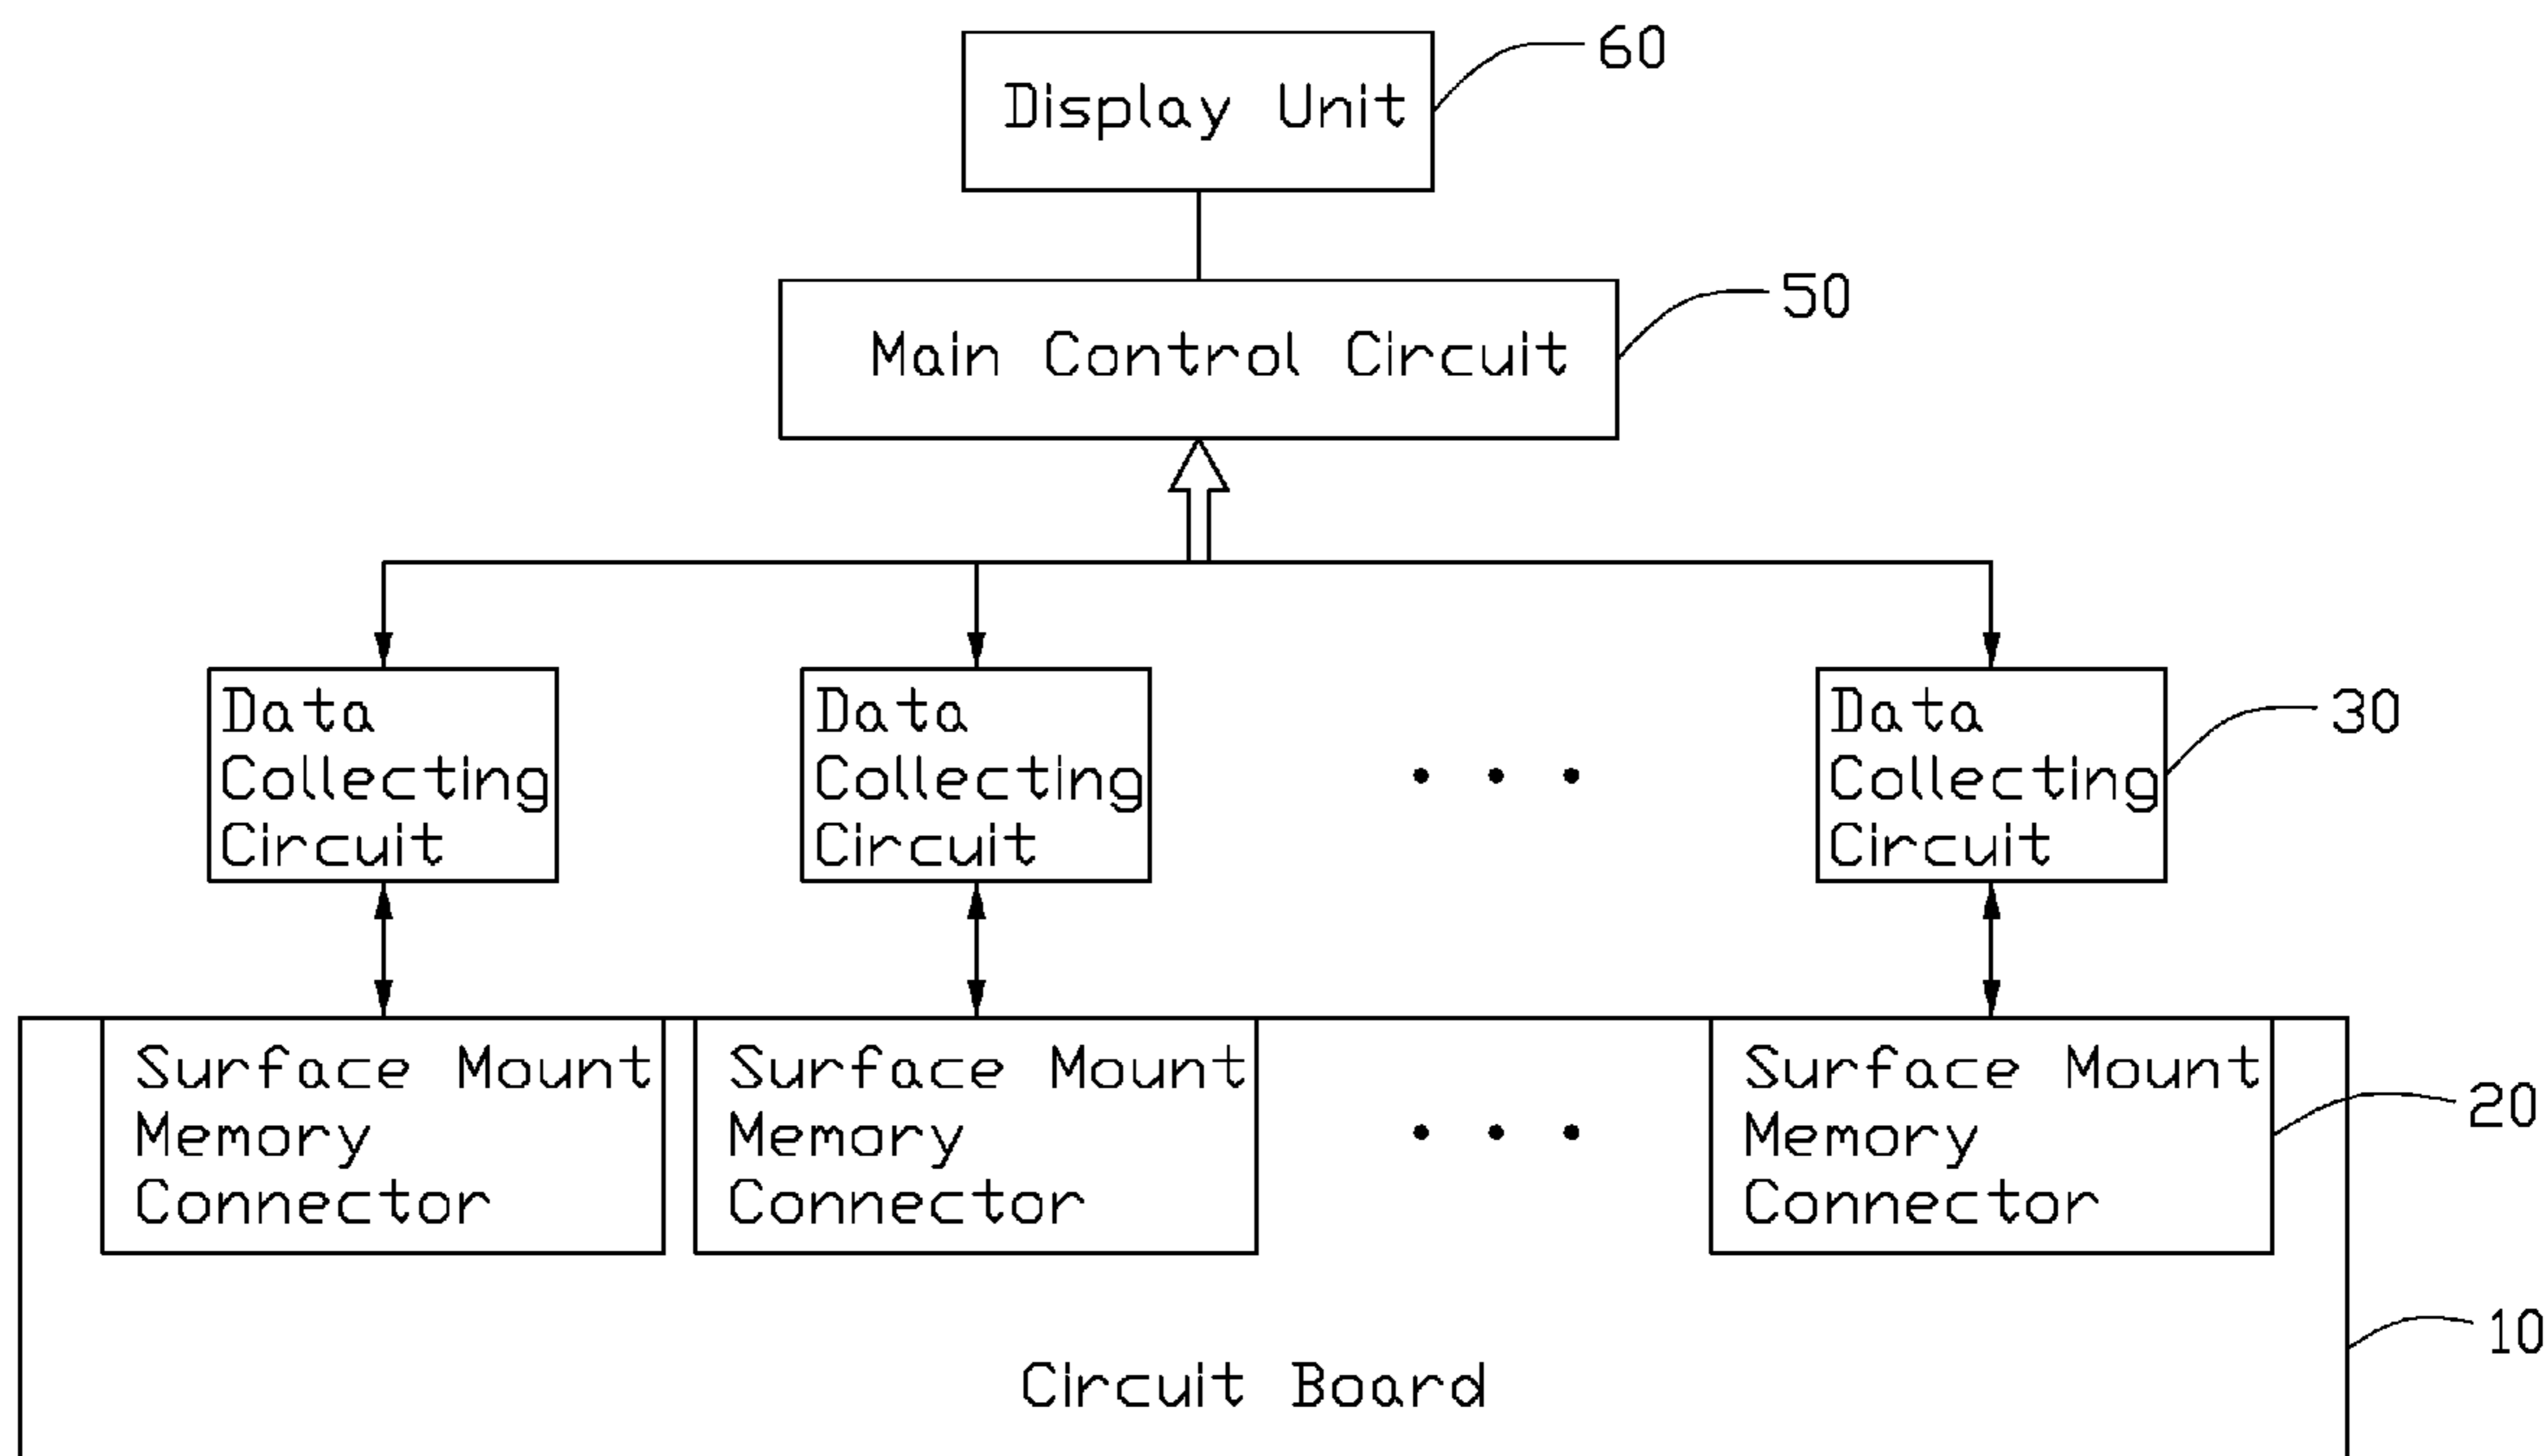 Display Unit
60
Main Control Circuit
50
Data
Collecting
Circuit
Data
Collecting
Circuit
Data
Collecting
Circuit
30
Surface Mount
Memory
Connector
Surface Mount
Memory
Connector
Surface Mount
Memory
Connector
20
10
Circuit Board